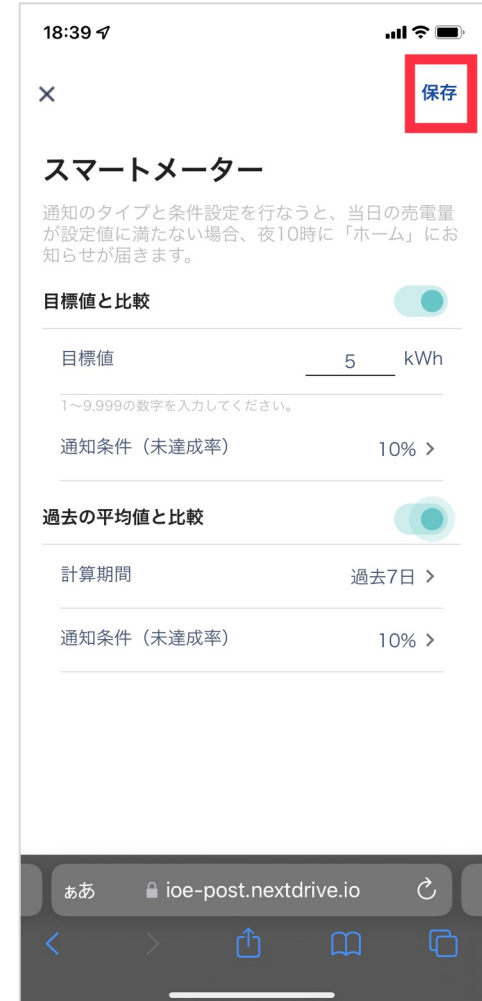 18:39
保存
スマートメーター
通知のタイプと条件設定を行なうと、当日の売電量
が設定値に満たない場合、夜10時に「ホーム」にお
知らせが届きます。
目標値と比較
目標値 5 kWh
1〜9,999の数字を入力してください。
通知条件（未達成率） 10%
過去の平均値と比較
計算期間 過去7日
通知条件（未達成率） 10%
ぁあ ioe-post.nextdrive.io